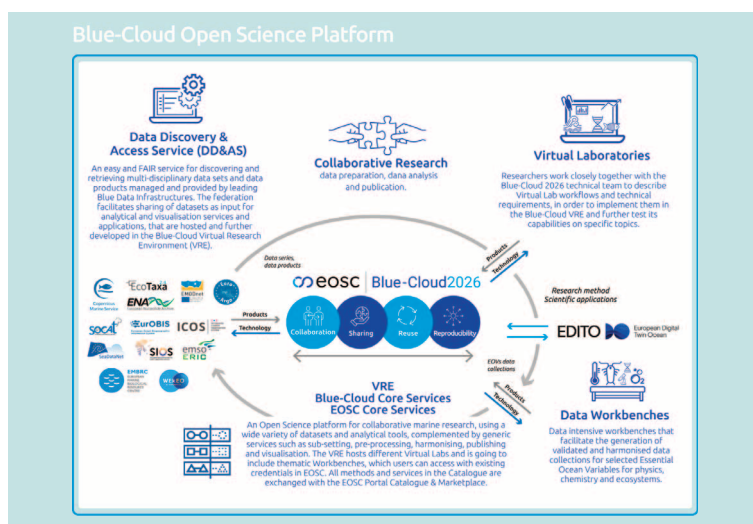 Blue-Cloud Open Science Platform
Data Discovery &
Access Service (DD&AS)
An easy and FAIR service for discovering and
retrieving multi-disciplinary data sets and data
products managed and provided by leading
Blue Data Infrastructures. The federation
facilitates sharing of datasets as input for
analytical and visualisation services and
applications, that are hosted and further
developed in the Blue-Cloud Virtual Research
Environment (VRE).
Collaborative Research
data preparation, dana analysis
and publication.
Virtual Laboratories
Researchers work closely together with the
Blue-Cloud 2026 technical team to describe
Virtual Lab workflows and technical
requirements, in order to implement them in
the Blue-Cloud VRE and further test its
capabilities on specific topics.
Data series,
data products
Products
Technology
Research method
Scientific applications
Copernicus
Marine Service
EcoTaxa
EMODnet
Euro-Argo
ENA
SOCAT
EurOBIS
ICOS
SeaDataNet
SIOS
emso
ERIC
EMBRC
EUROPEAN
MARINE
BIOLOGICAL
RESOURCE
CENTRE
WEKEO
Products
Technology
eosc | Blue-Cloud2026
Collaboration
Sharing
Reuse
Reproducibility
EDITO
European Digital
Twin Ocean
EOVs data
collections
Products
Technology
VRE
Blue-Cloud Core Services
EOSC Core Services
An Open Science platform for collaborative marine research, using a
wide variety of datasets and analytical tools, complemented by generic
services such as sub-setting, pre-processing, harmonising, publishing
and visualisation. The VRE hosts different Virtual Labs and is going to
include thematic Workbenches, which users can access with existing
credentials in EOSC. All methods and services in the Catalogue are
exchanged with the EOSC Portal Catalogue & Marketplace.
Data Workbenches
Data intensive workbenches that
facilitate the generation of
validated and harmonised data
collections for selected Essential
Ocean Variables for physics,
chemistry and ecosystems.